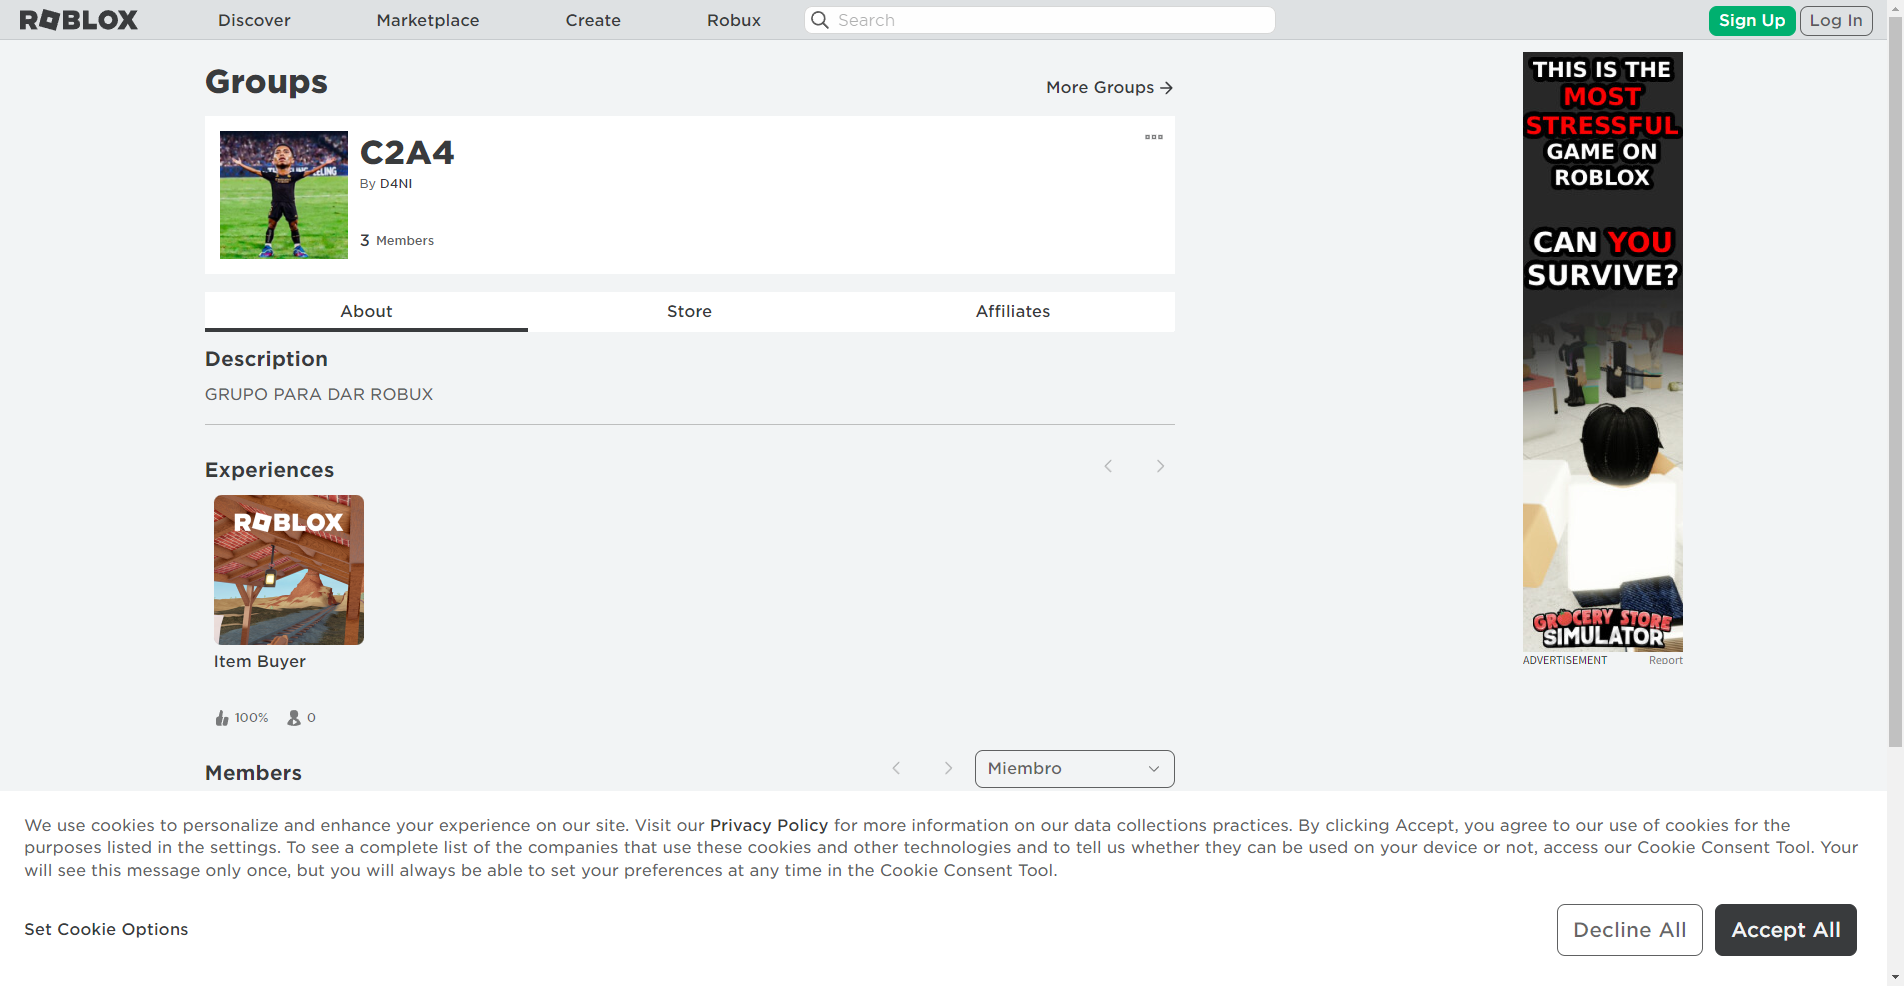 ROBLOX
Discover
Marketplace
Create
Robux
Search
Sign Up
Log In
Groups
More Groups
C2A4
By D4NI
3 Members
About
Store
Affiliates
Description
GRUPO PARA DAR ROBUX
Experiences
ROBLOX
Item Buyer
100%
0
Members
Miembro
THIS IS THE
MOST
STRESSFUL
GAME ON
ROBLOX
CAN YOU
SURVIVE?
GROCERY STORE
SIMULATOR
ADVERTISEMENT
Report
We use cookies to personalize and enhance your experience on our site. Visit our Privacy Policy for more information on our data collections practices. By clicking Accept, you agree to our use of cookies for the
purposes listed in the settings. To see a complete list of the companies that use these cookies and other technologies and to tell us whether they can be used on your device or not, access our Cookie Consent Tool. Your
will see this message only once, but you will always be able to set your preferences at any time in the Cookie Consent Tool.
Set Cookie Options
Decline All
Accept All